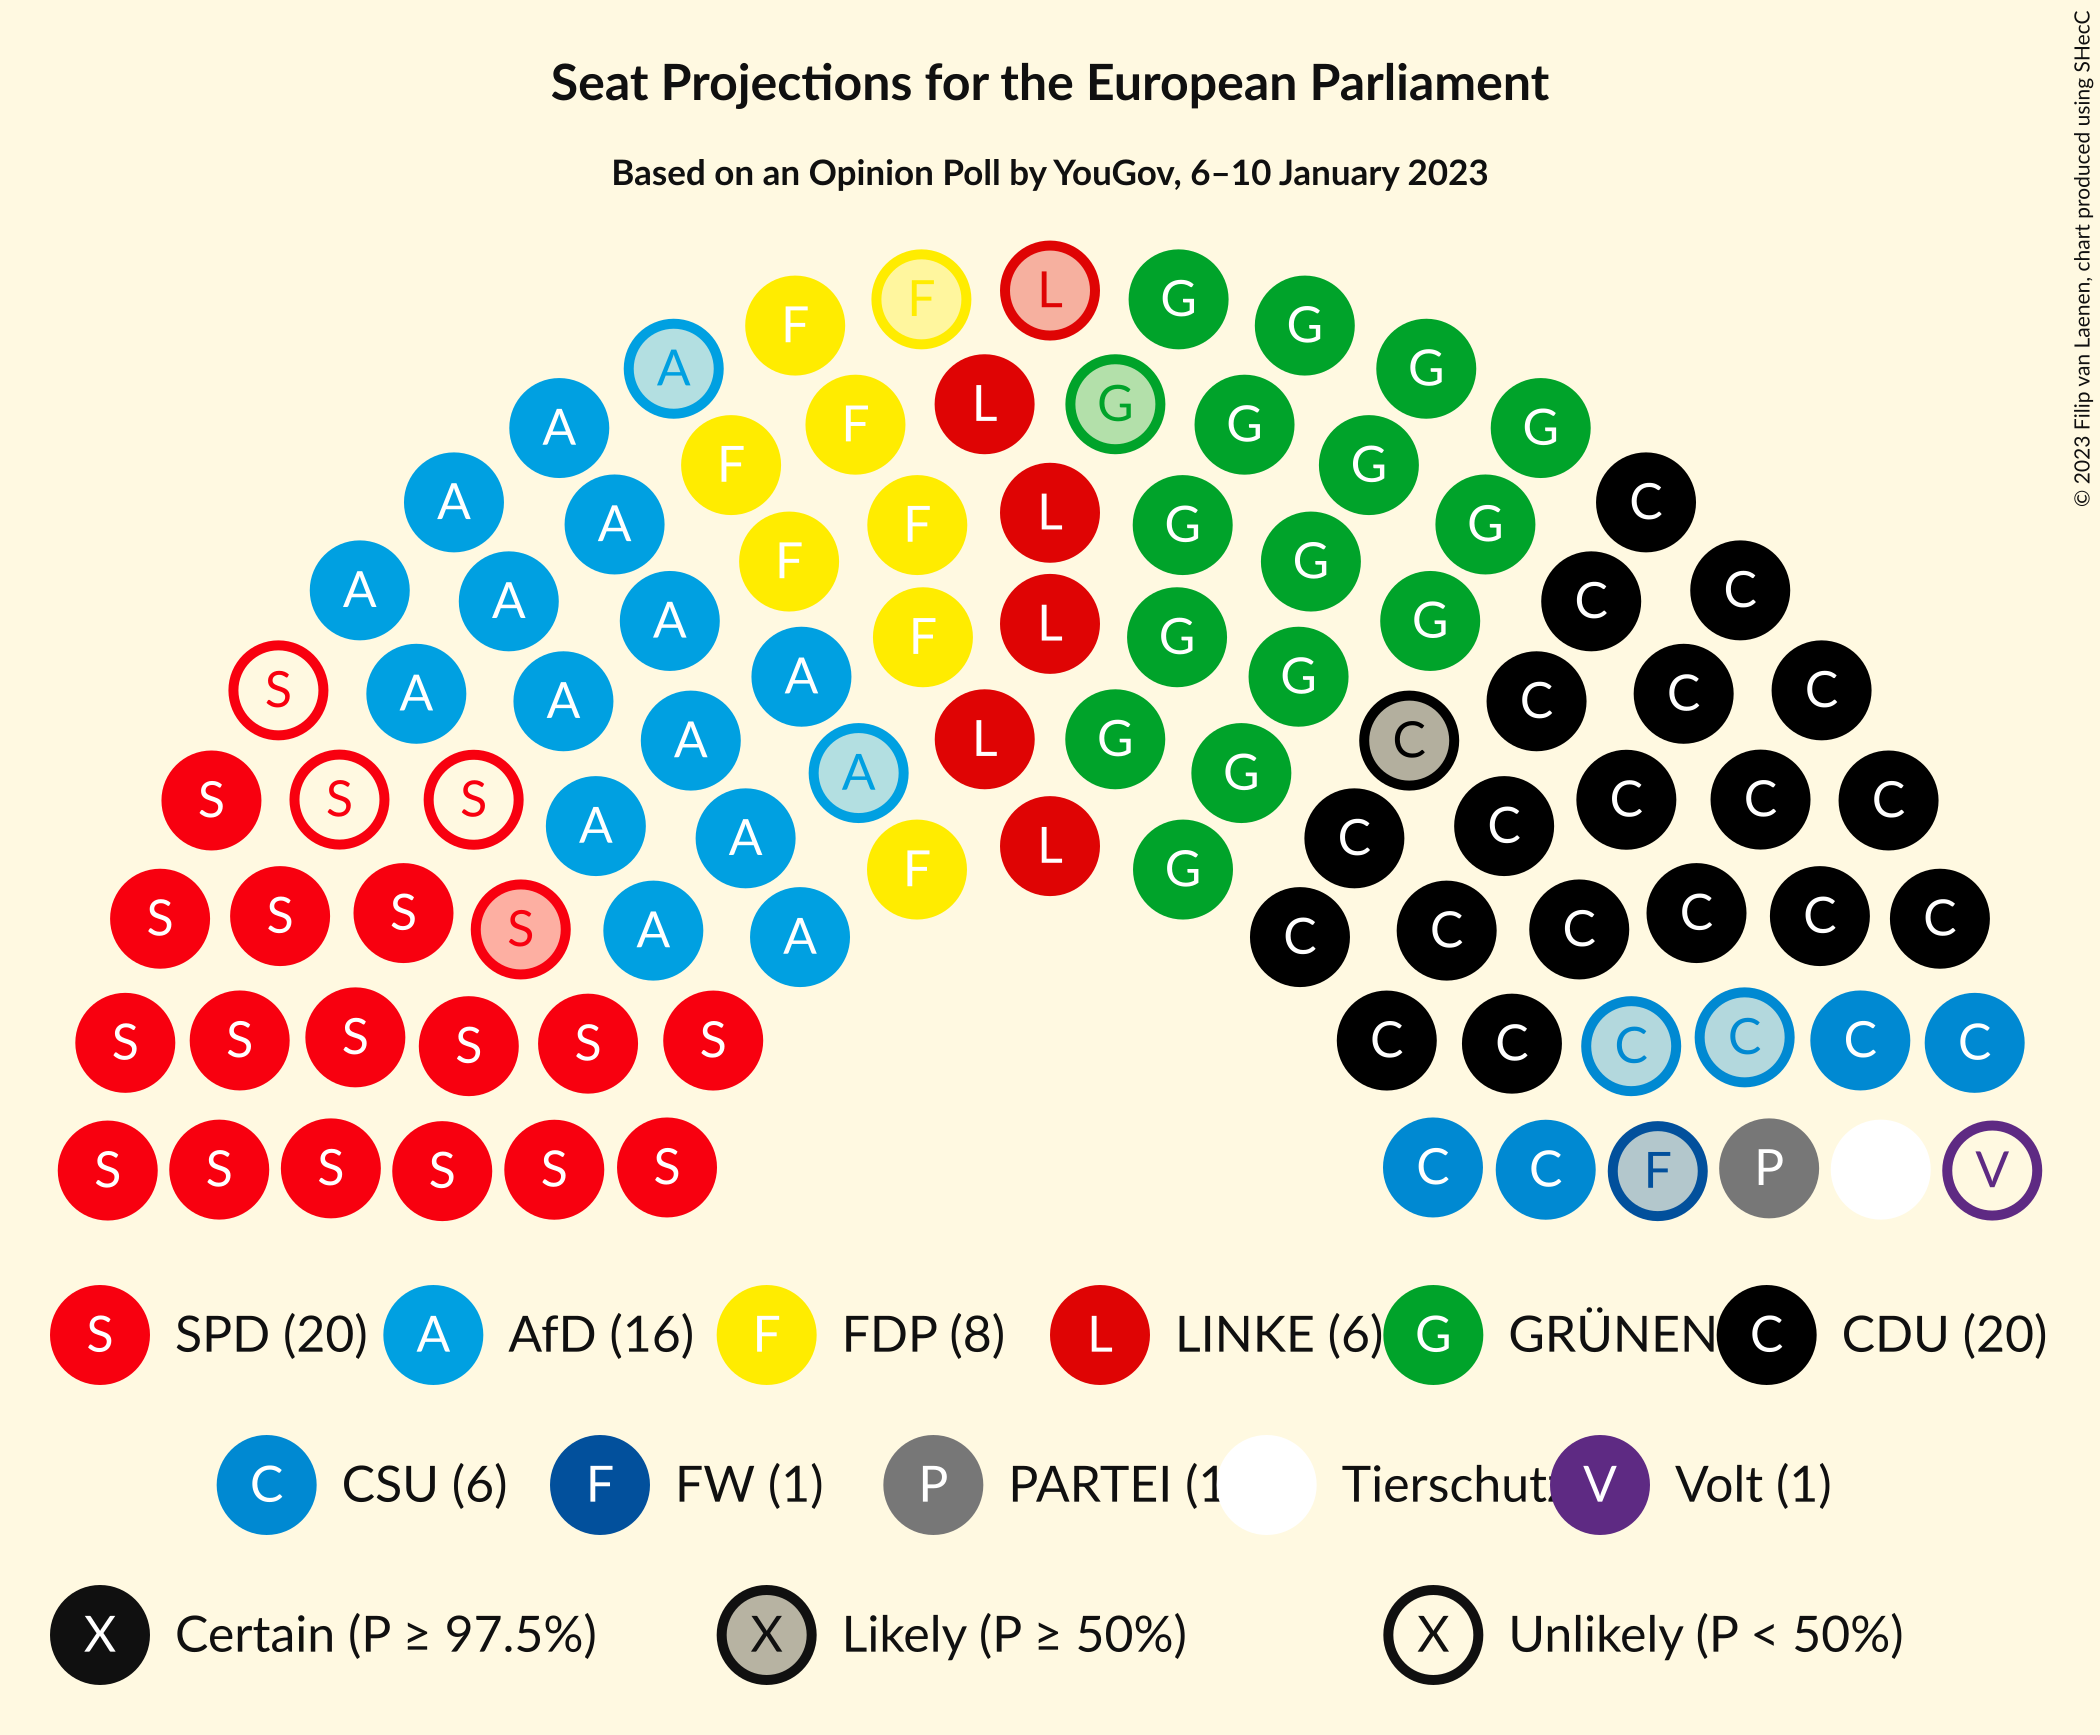 Seat Projections for the European Parliament
Based on an Opinion Poll by YouGov, 6–10 January 2023
© 2023 Filip van Laenen, chart produced using SHecC
F L G
F G
A G
A L G G
F F G
A C
A F L G G
A F G C
A C
A A F L G G C
S A A G C C
A A L G C C C
S S S A A G C C C
S A A F L G C C C C
S S S S A A C C C C C C
S S S S S S C C C C C C
S S S S S S C C F P V
S SPD (20) A AfD (16) F FDP (8) L LINKE (6) G GRÜNEN C CDU (20)
C CSU (6) F FW (1) P PARTEI (1 Tierschutz V Volt (1)
X Certain (P ≥ 97.5%) X Likely (P ≥ 50%) X Unlikely (P < 50%)